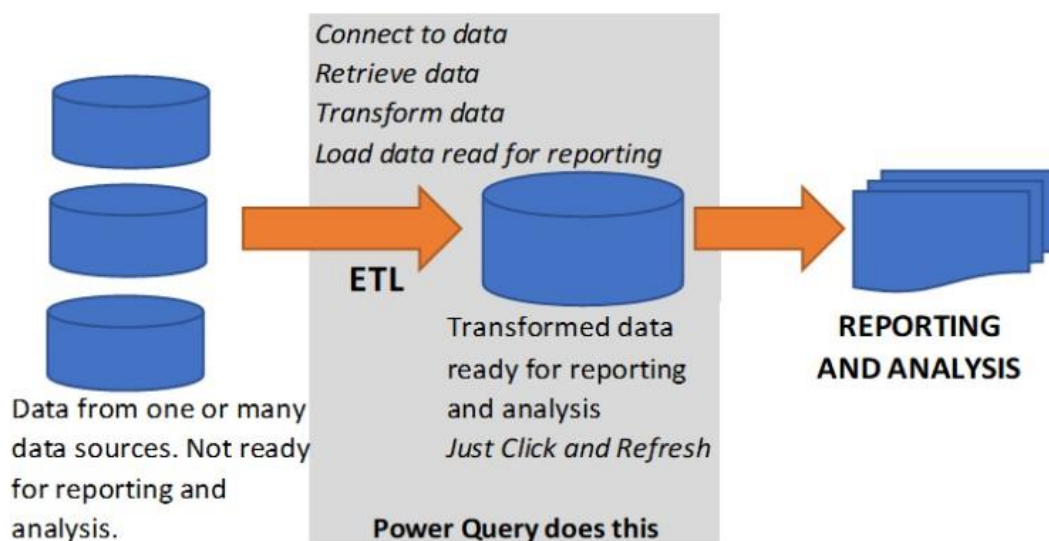 Connect to data
Retrieve data
Transform data
Load data read for reporting
ETL
Data from one or many
data sources. Not ready
for reporting and
analysis.
Transformed data
ready for reporting
and analysis
Just Click and Refresh
Power Query does this
REPORTING
AND ANALYSIS